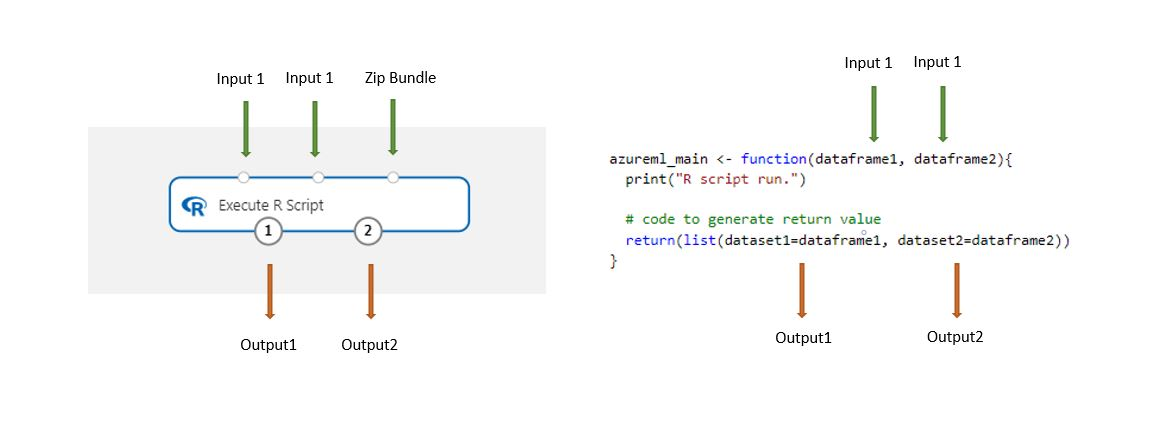 Input 1 Input 1 Zip Bundle
R Execute R Script
1 2
Output1 Output2
Input 1 Input 1
azureml_main <- function(dataframe1, dataframe2){
print("R script run.")
# code to generate return value
return(list(dataset1=dataframe1, dataset2=dataframe2))
}
Output1 Output2